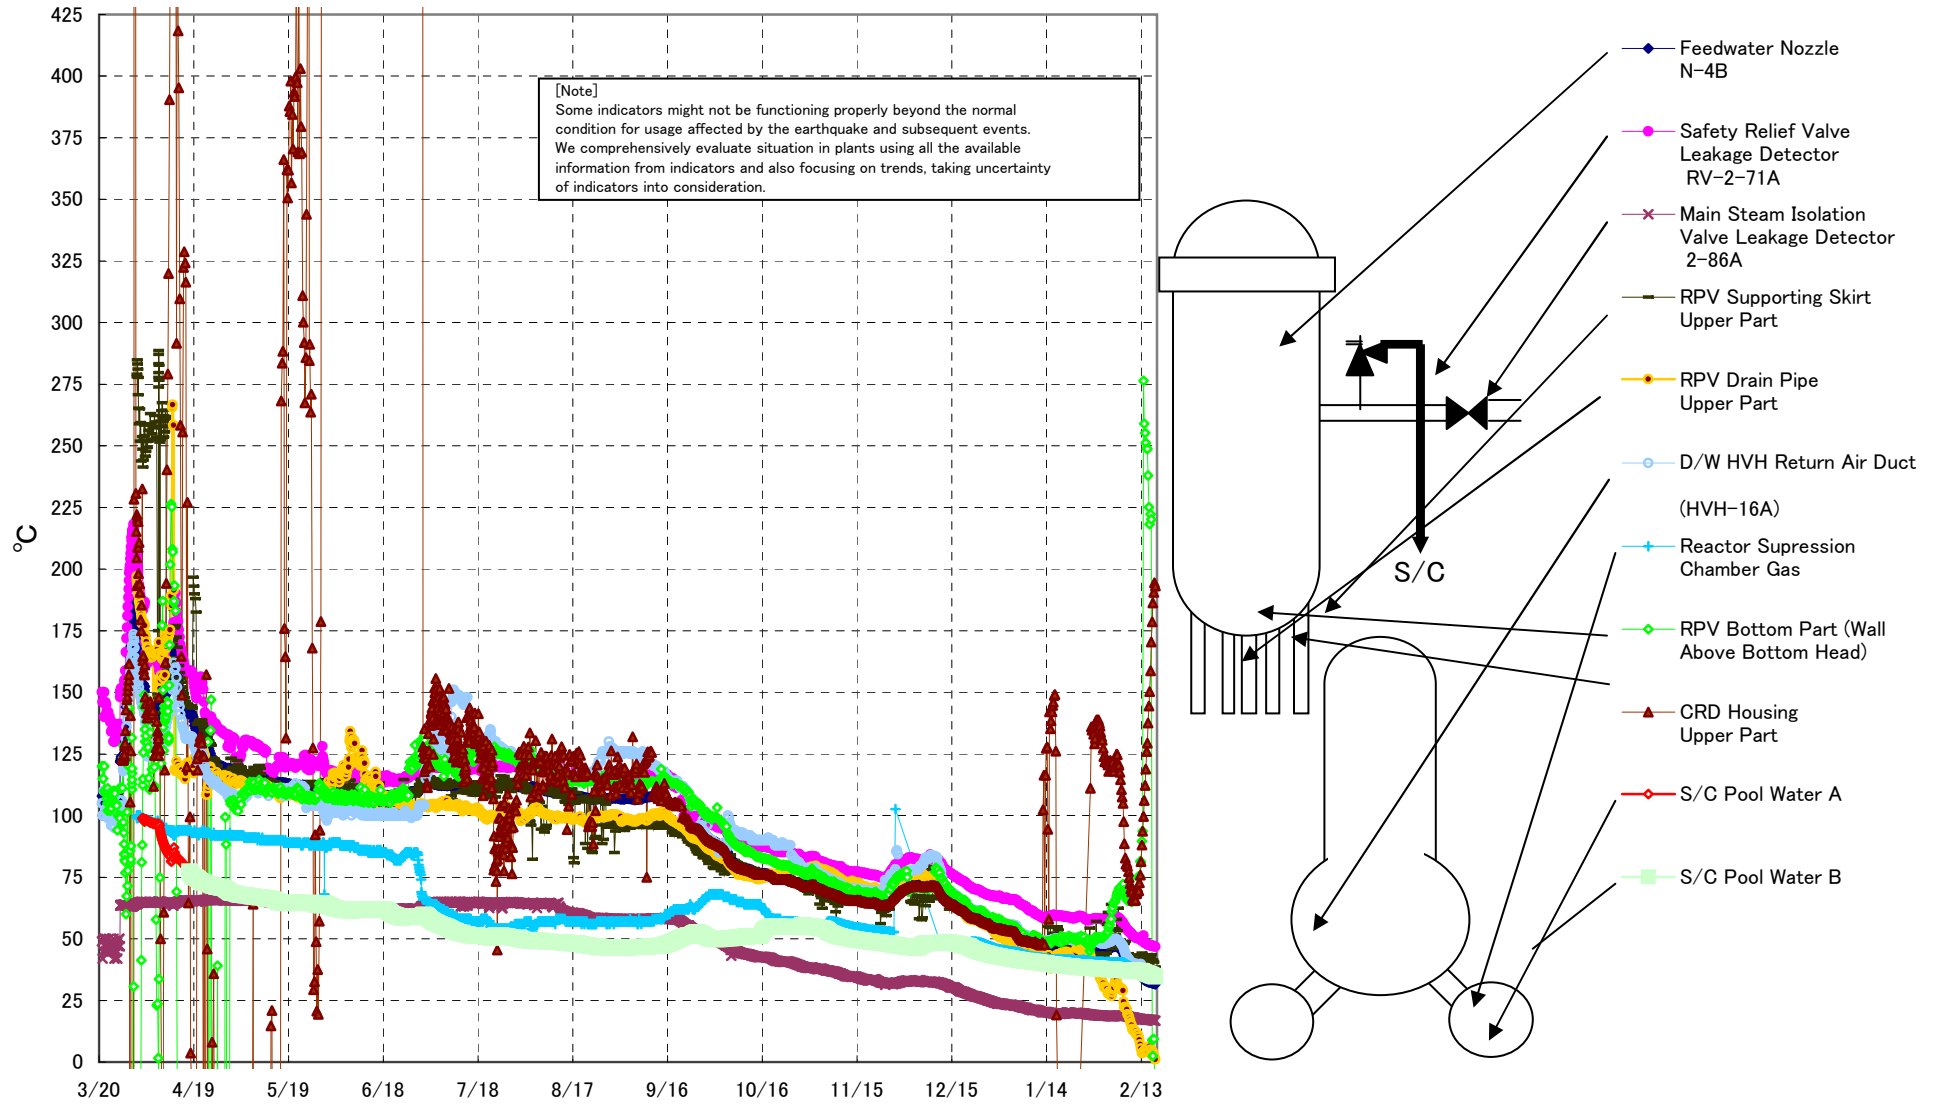 425
400
375
350
325
300
275
250
225
200
175
150
125
100
75
50
25
0
℃
3/20 4/19 5/19 6/18 7/18 8/17 9/16 10/16 11/15 12/15 1/14 2/13
[Note]
Some indicators might not be functioning properly beyond the normal
condition for usage affected by the earthquake and subsequent events.
We comprehensively evaluate situation in plants using all the available
information from indicators and also focusing on trends, taking uncertainty
of indicators into consideration.
S/C
Feedwater Nozzle
N-4B
Safety Relief Valve
Leakage Detector
RV-2-71A
Main Steam Isolation
Valve Leakage Detector
2-86A
RPV Supporting Skirt
Upper Part
RPV Drain Pipe
Upper Part
D/W HVH Return Air Duct
(HVH-16A)
Reactor Supression
Chamber Gas
RPV Bottom Part (Wall
Above Bottom Head)
CRD Housing
Upper Part
S/C Pool Water A
S/C Pool Water B